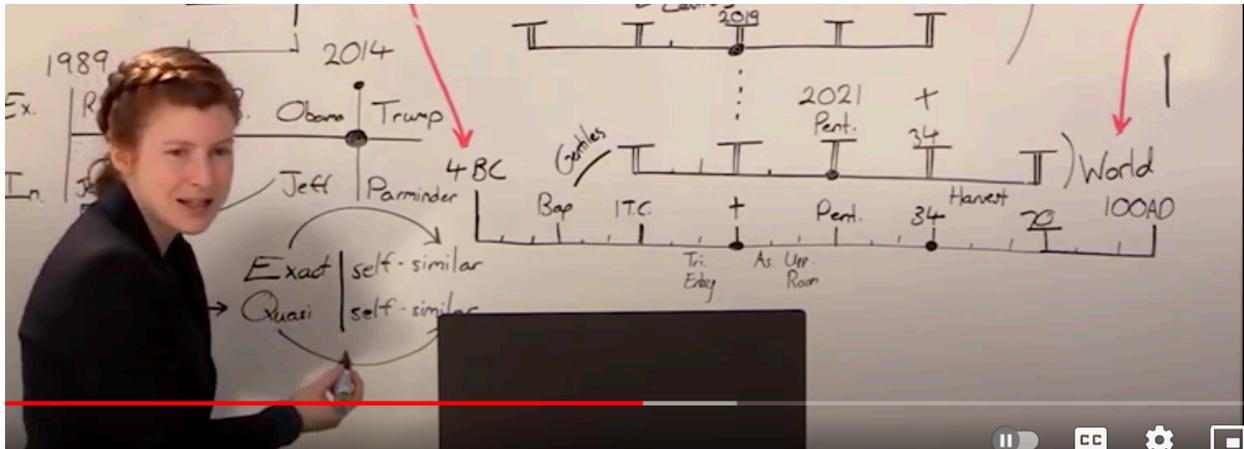 2019
1989
2014
2021
+
Ex.
Obama
Trump
Pent.
34
Gentiles
4 BC
World
In.
Jeff
Parminder
Bap
I.T.C.
+
Pent.
34
Harvest
70
100AD
Exact
self-similar
Tri. Entry
As. Upp. Room
Quasi
self-similar
CC